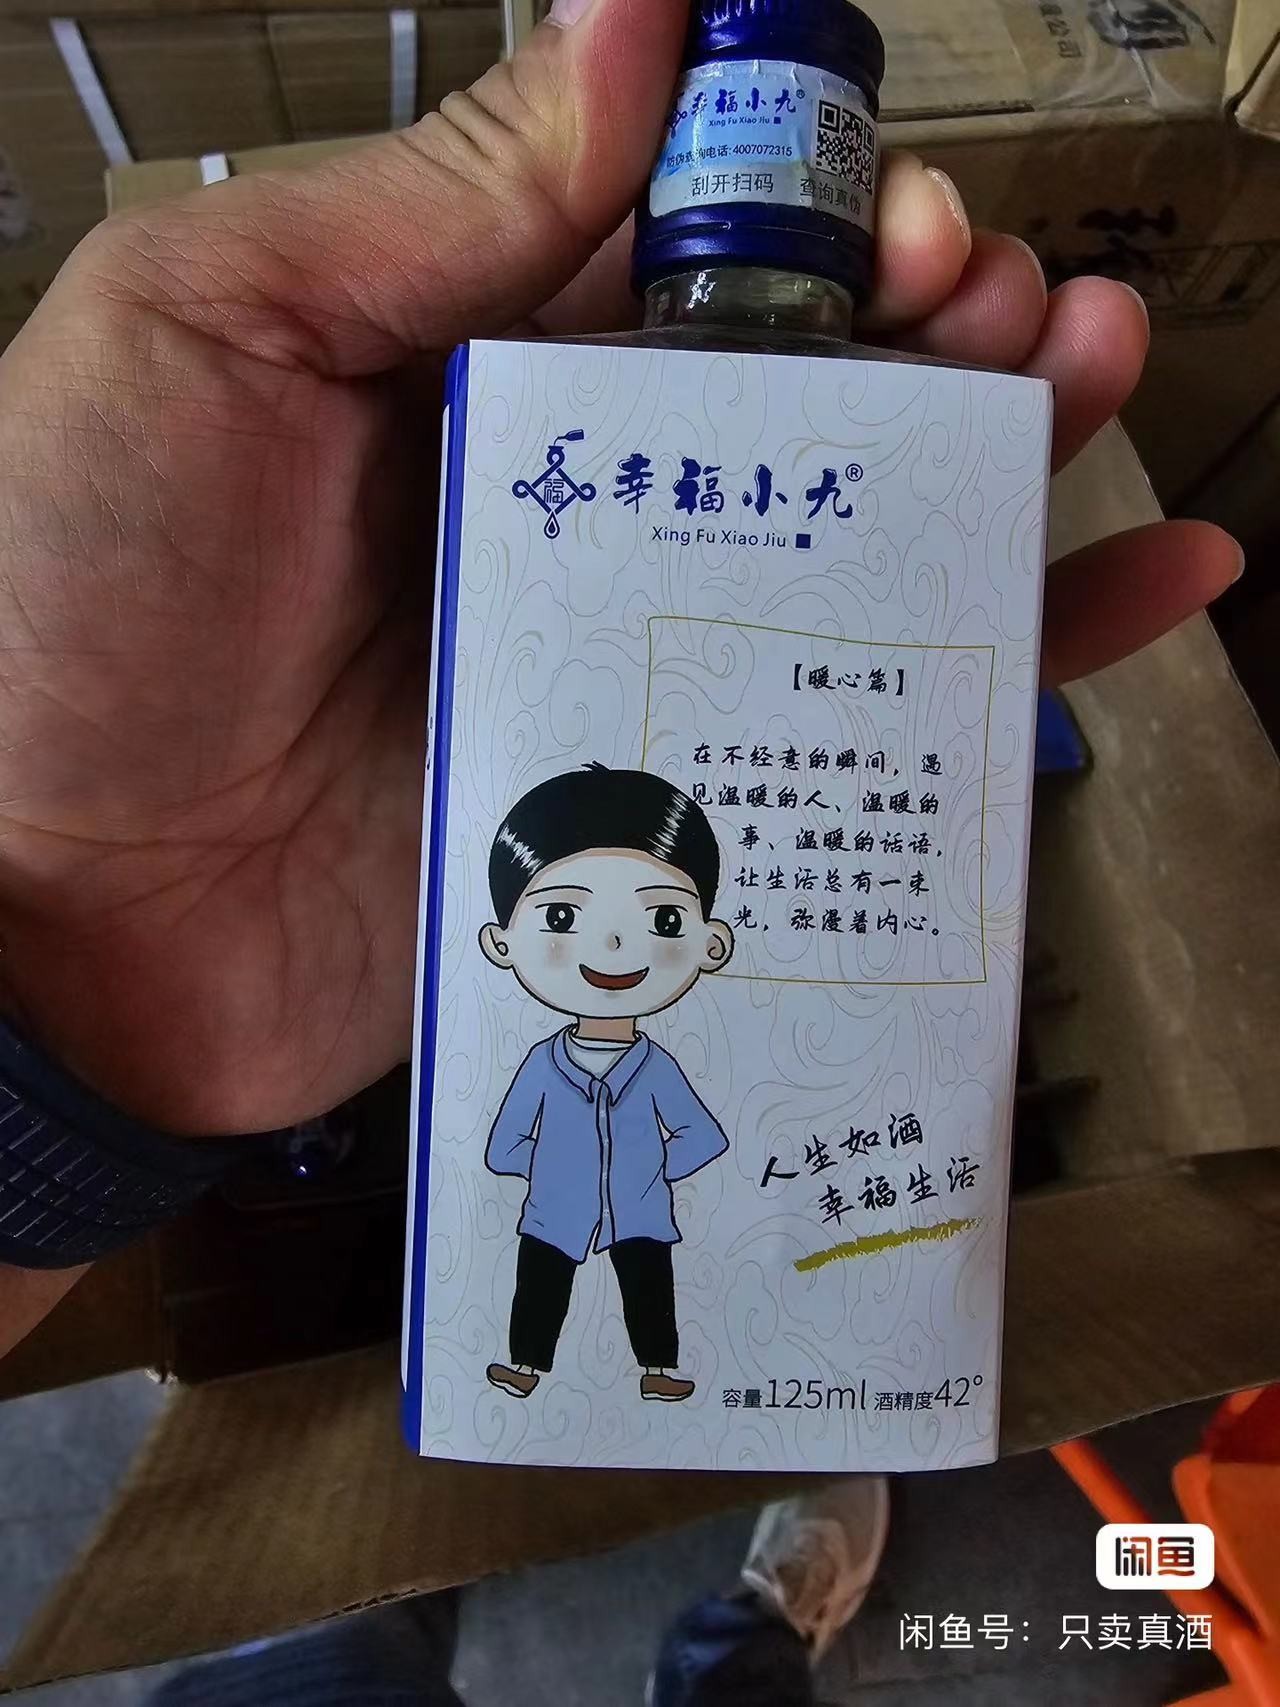 幸福小九®
Xing Fu Xiao Jiu
防伪查询电话:4007072315
刮开扫码 查询真伪
福
幸福小九®
Xing Fu Xiao Jiu
【暖心篇】
在不经意的瞬间，遇
见温暖的人、温暖的
事、温暖的话语，
让生活总有一束
光，弥漫着内心。
人生如酒
幸福生活
容量125ml 酒精度42°
公司
闲鱼
闲鱼号：只卖真酒